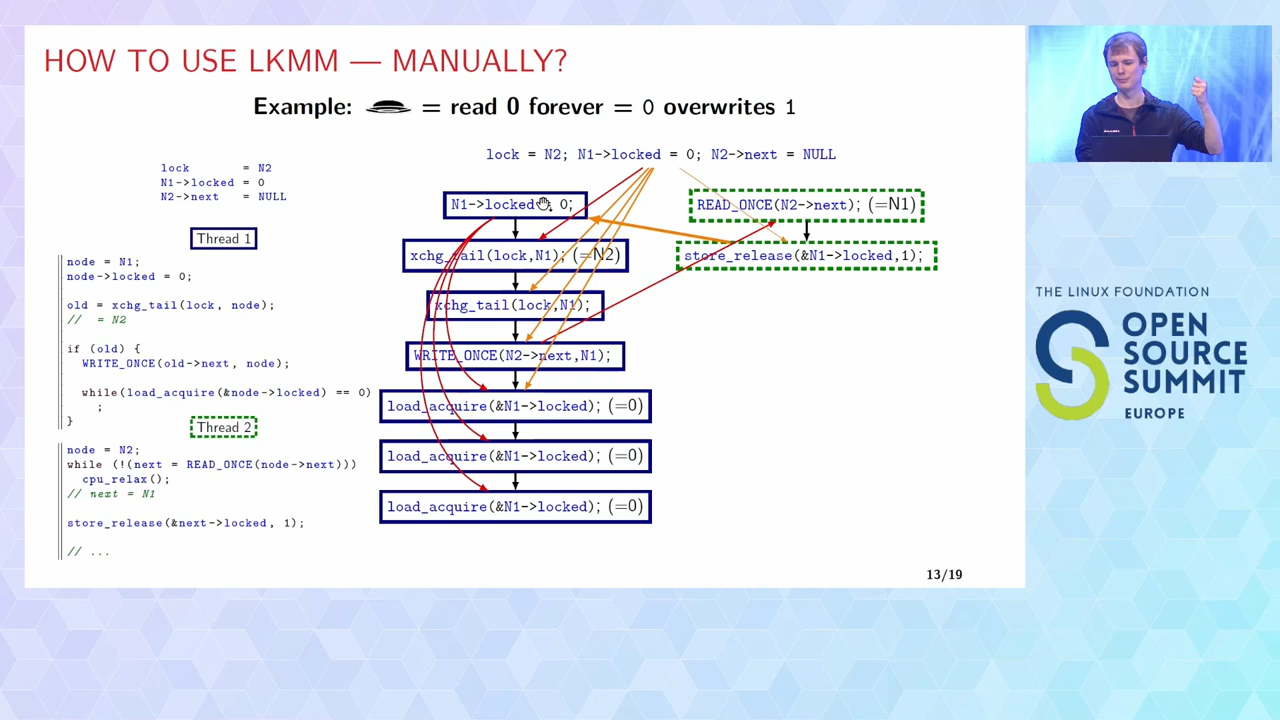 HOW TO USE LKMM — MANUALLY?
Example: = read 0 forever = 0 overwrites 1
lock = N2
N1->locked = 0
N2->next = NULL
Thread 1
node = N1;
node->locked = 0;
old = xchg_tail(lock, node);
// = N2
if (old) {
WRITE_ONCE(old->next, node);
while(load_acquire(&node->locked) == 0)
;
}
Thread 2
node = N2;
while (!(next = READ_ONCE(node->next)))
cpu_relax();
// next = N1
store_release(&next->locked, 1);
// ...
lock = N2; N1->locked = 0; N2->next = NULL
N1->locked 0;
xchg_tail(lock,N1); (=N2)
xchg_tail(lock,N1);
WRITE_ONCE(N2->next,N1);
load_acquire(&N1->locked); (=0)
load_acquire(&N1->locked); (=0)
load_acquire(&N1->locked); (=0)
READ_ONCE(N2->next); (=N1)
store_release(&N1->locked,1);
13/19
THE LINUX FOUNDATION
OPEN
SOURCE
SUMMIT
EUROPE